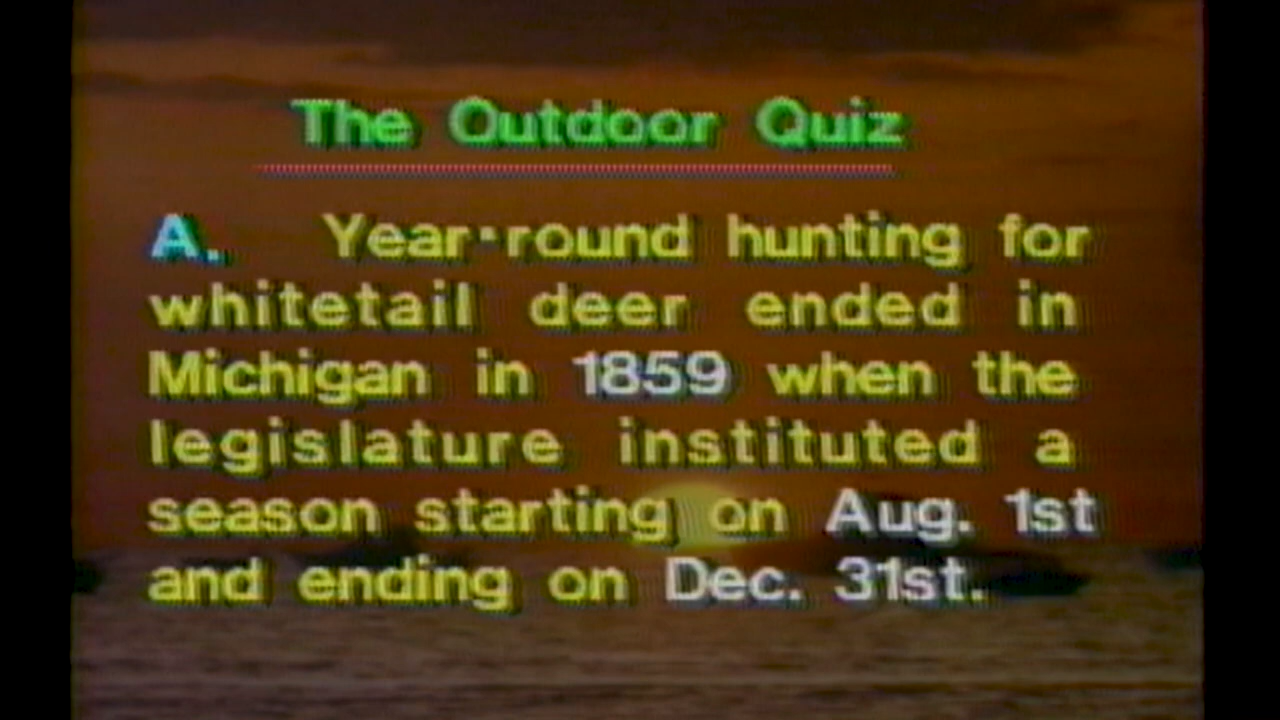 The Outdoor Quiz
A. Year-round hunting for
whitetail deer ended in
Michigan in 1859 when the
legislature instituted a
season starting on Aug. 1st
and ending on Dec. 31st.